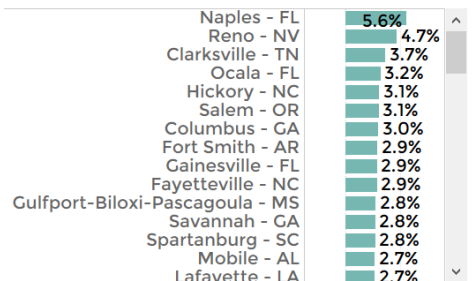 Naples - FL 5.6%
Reno - NV 4.7%
Clarksville - TN 3.7%
Ocala - FL 3.2%
Hickory - NC 3.1%
Salem - OR 3.1%
Columbus - GA 3.0%
Fort Smith - AR 2.9%
Gainesville - FL 2.9%
Fayetteville - NC 2.9%
Gulfport-Biloxi-Pascagoula - MS 2.8%
Savannah - GA 2.8%
Spartanburg - SC 2.8%
Mobile - AL 2.7%
Lafayette - LA 2.7%